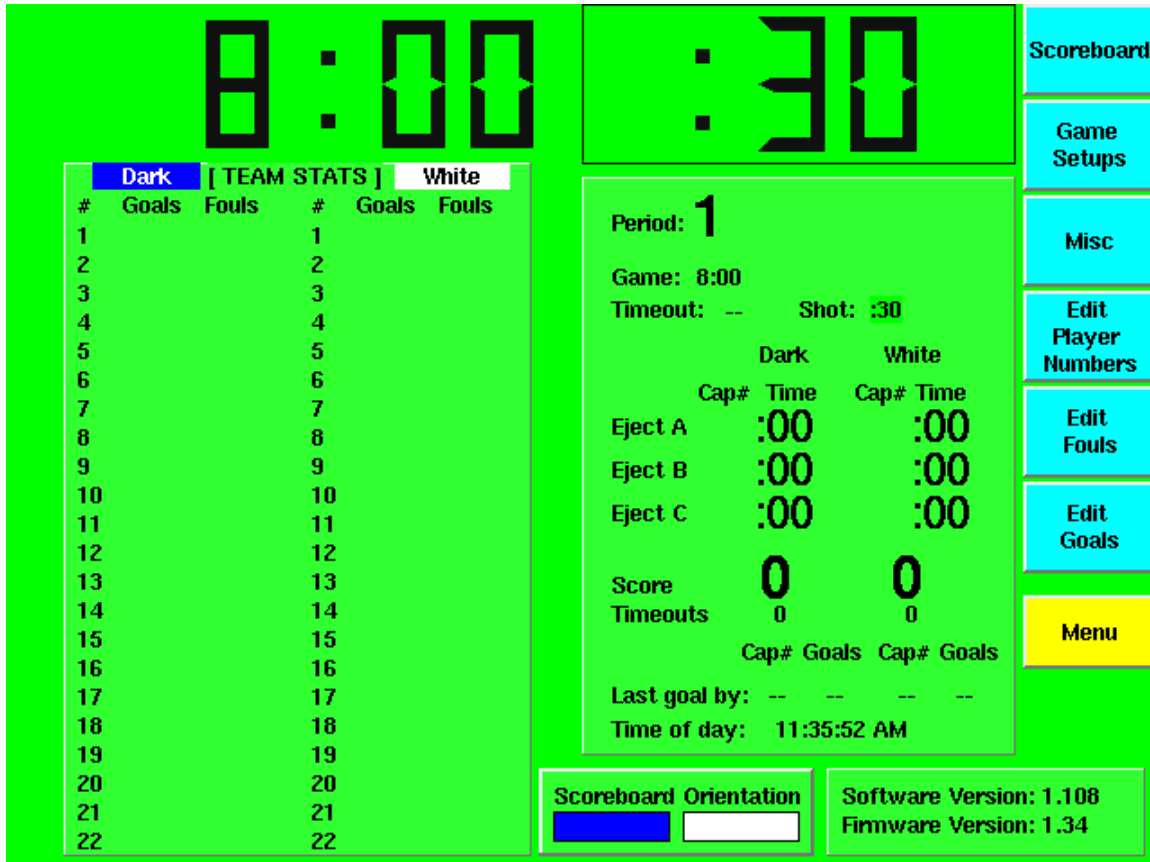 8:00 :30
Dark [ TEAM STATS ] White
# Goals Fouls # Goals Fouls
1 1
2 2
3 3
4 4
5 5
6 6
7 7
8 8
9 9
10 10
11 11
12 12
13 13
14 14
15 15
16 16
17 17
18 18
19 19
20 20
21 21
22 22
Period: 1
Game: 8:00
Timeout: -- Shot: :30
Dark White
Cap# Time Cap# Time
Eject A :00 :00
Eject B :00 :00
Eject C :00 :00
Score 0 0
Timeouts 0 0
Cap# Goals Cap# Goals
Last goal by: -- -- -- --
Time of day: 11:35:52 AM
Scoreboard Orientation
Software Version: 1.108
Firmware Version: 1.34
Scoreboard
Game
Setups
Misc
Edit
Player
Numbers
Edit
Fouls
Edit
Goals
Menu